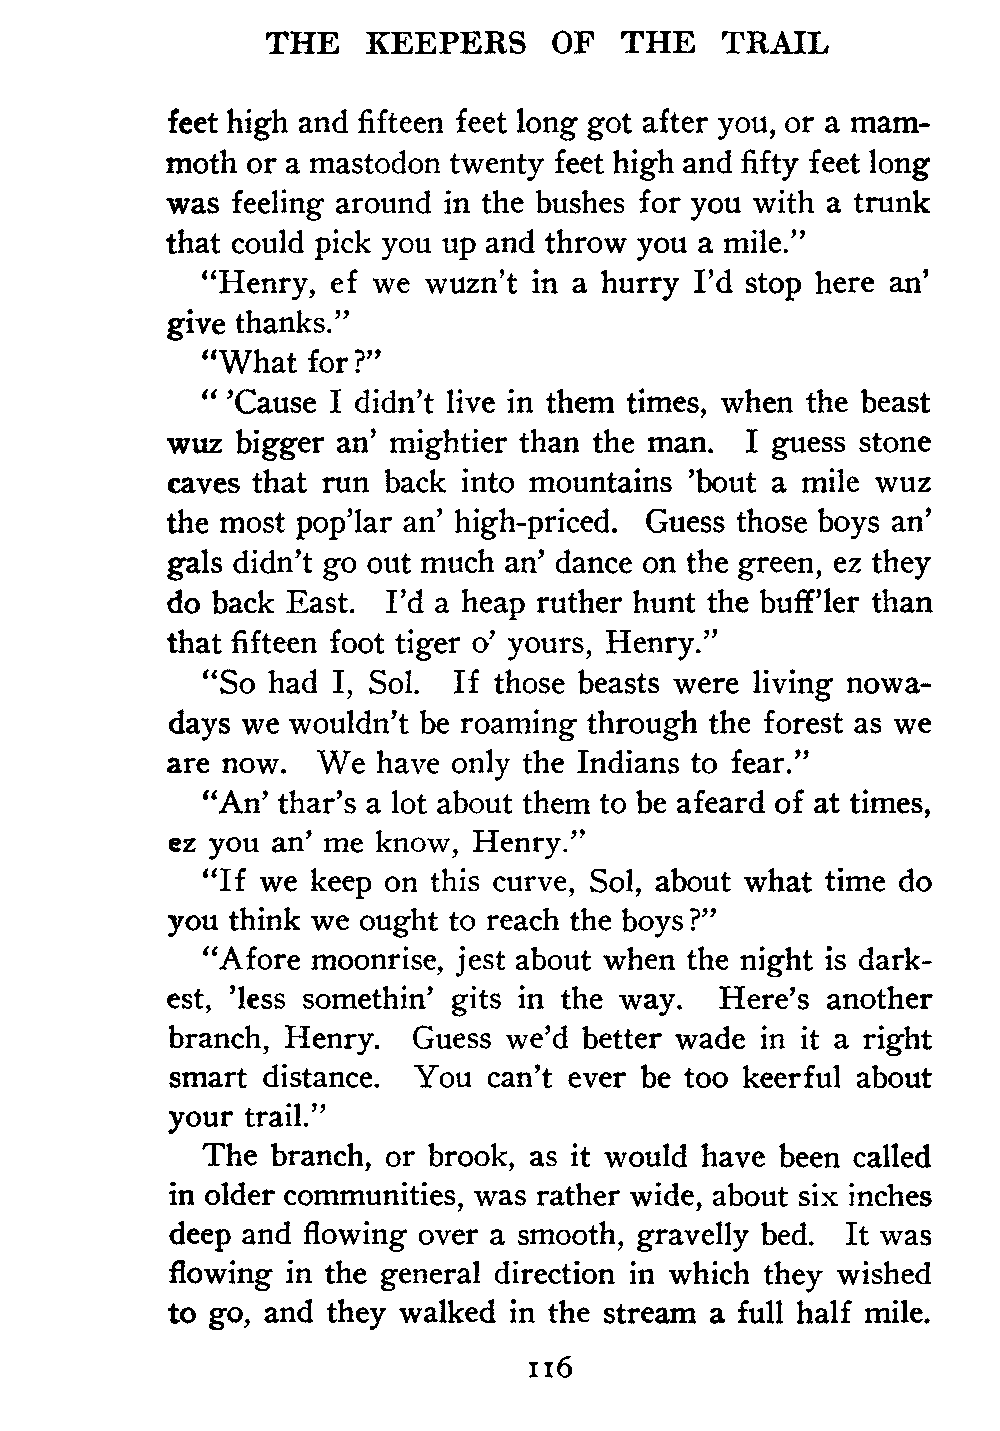 THE KEEPERS OF THE TRAIL
feet high and fifteen feet long got after you, or a mam-
moth or a mastodon twenty feet high and fifty feet long
was feeling around in the bushes for you with a trunk
that could pick you up and throw you a mile."
"Henry, ef we wuzn't in a hurry I'd stop here an'
give thanks."
"What for?"
" 'Cause I didn't live in them times, when the beast
wuz bigger an' mightier than the man. I guess stone
caves that run back into mountains 'bout a mile wuz
the most pop'lar an' high-priced. Guess those boys an'
gals didn't go out much an' dance on the green, ez they
do back East. I'd a heap ruther hunt the buff'ler than
that fifteen foot tiger o' yours, Henry."
"So had I, Sol. If those beasts were living nowa-
days we wouldn't be roaming through the forest as we
are now. We have only the Indians to fear."
"An' thar's a lot about them to be afeard of at times,
ez you an' me know, Henry."
"If we keep on this curve, Sol, about what time do
you think we ought to reach the boys?"
"Afore moonrise, jest about when the night is dark-
est, 'less somethin' gits in the way. Here's another
branch, Henry. Guess we'd better wade in it a right
smart distance. You can't ever be too keerful about
your trail."
The branch, or brook, as it would have been called
in older communities, was rather wide, about six inches
deep and flowing over a smooth, gravelly bed. It was
flowing in the general direction in which they wished
to go, and they walked in the stream a full half mile.
116